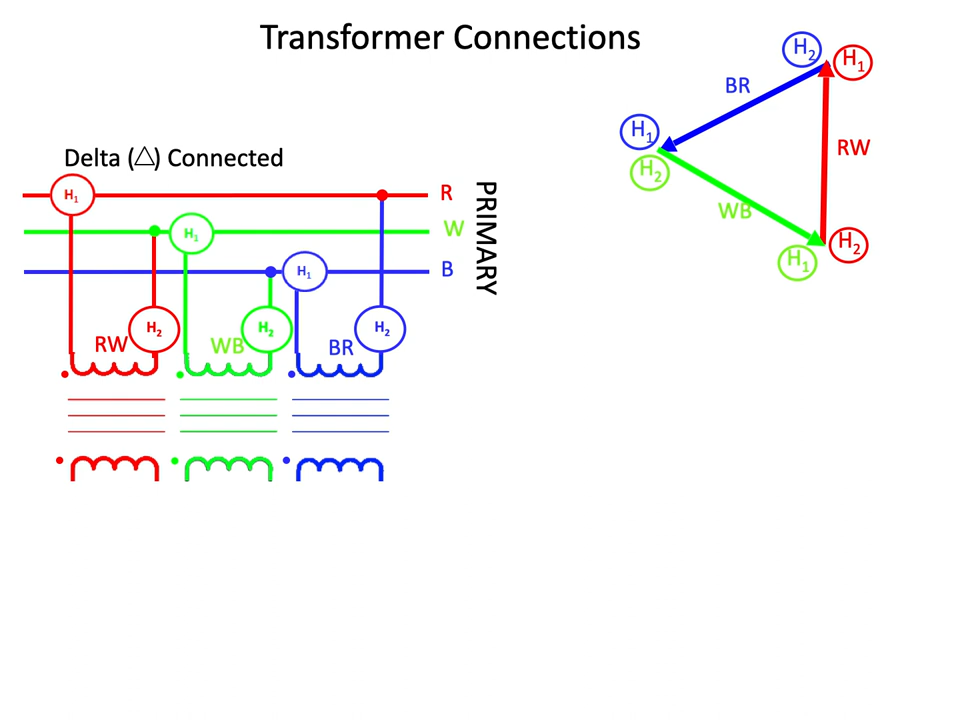 Transformer Connections
Delta (△) Connected
H₁ R
H₁ W
H₁ B
PRIMARY
H₂ H₂ H₂
RW WB BR
H₂ H₁
BR
H₁
H₂
RW
WB
H₂
H₁